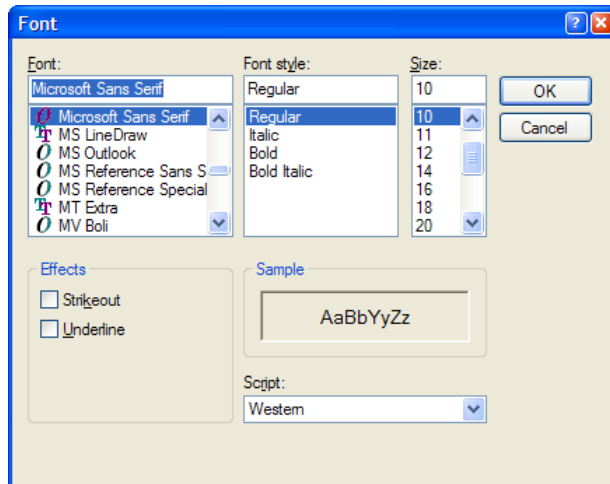 Font
Font:
Microsoft Sans Serif
Microsoft Sans Serif
MS LineDraw
MS Outlook
MS Reference Sans S
MS Reference Special
MT Extra
MV Boli
Font style:
Regular
Regular
Italic
Bold
Bold Italic
Size:
10
10
11
12
14
16
18
20
OK
Cancel
Effects
Strikeout
Underline
Sample
AaBbYyZz
Script:
Western